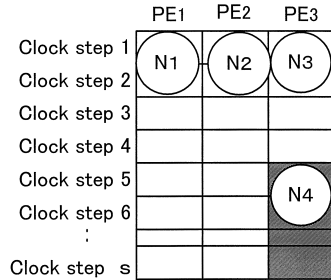 PE1 PE2 PE3
Clock step 1
N1 N2 N3
Clock step 2
Clock step 3
Clock step 4
Clock step 5
N4
Clock step 6
:
Clock step s